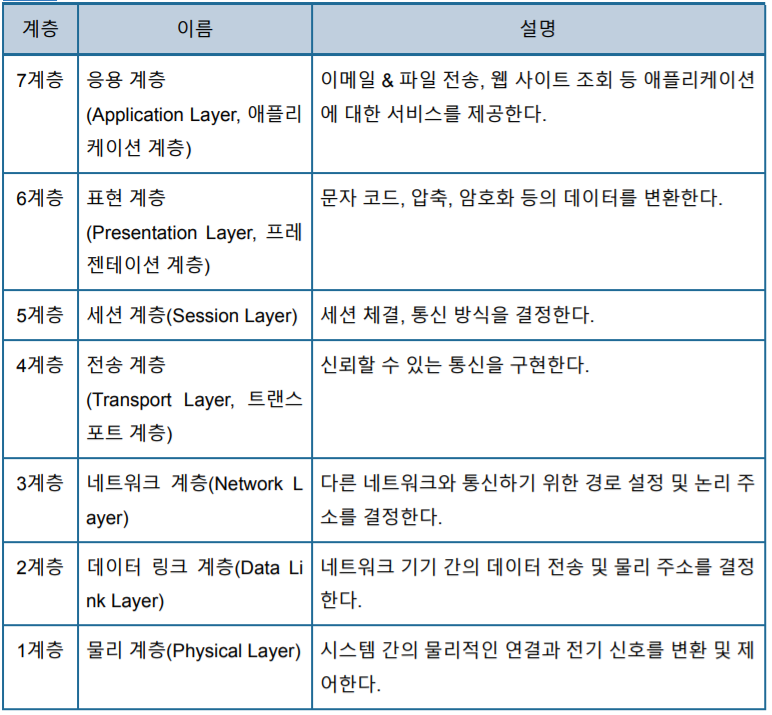 계층 이름 설명
7계층 응용 계층 이메일 & 파일 전송, 웹 사이트 조회 등 애플리케이션
(Application Layer, 애플리 에 대한 서비스를 제공한다.
케이션 계층)
6계층 표현 계층 문자 코드, 압축, 암호화 등의 데이터를 변환한다.
(Presentation Layer, 프레
젠테이션 계층)
5계층 세션 계층(Session Layer) 세션 체결, 통신 방식을 결정한다.
4계층 전송 계층 신뢰할 수 있는 통신을 구현한다.
(Transport Layer, 트랜스
포트 계층)
3계층 네트워크 계층(Network L 다른 네트워크와 통신하기 위한 경로 설정 및 논리 주
ayer) 소를 결정한다.
2계층 데이터 링크 계층(Data Li 네트워크 기기 간의 데이터 전송 및 물리 주소를 결정
nk Layer) 한다.
1계층 물리 계층(Physical Layer) 시스템 간의 물리적인 연결과 전기 신호를 변환 및 제
어한다.